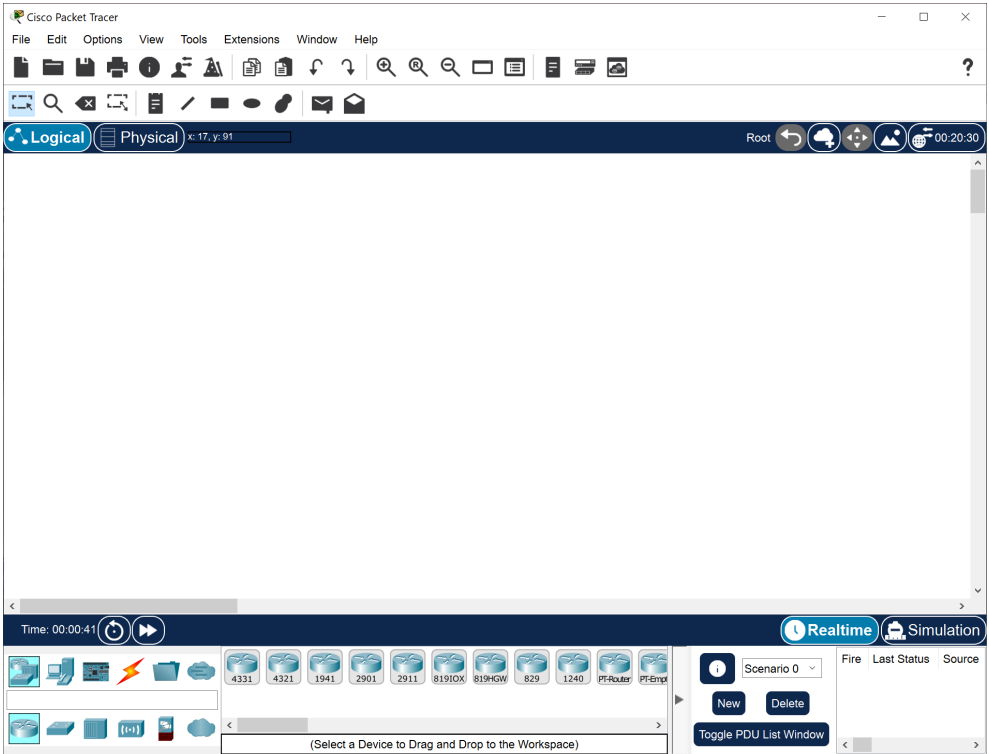 Cisco Packet Tracer
File Edit Options View Tools Extensions Window Help
Logical Physical x: 17, y: 91 Root 00:20:30
Time: 00:00:41 Realtime Simulation
4331 4321 1941 2901 2911 819IOX 819HGW 829 1240 PT-Router PT-Empt
(Select a Device to Drag and Drop to the Workspace)
Scenario 0
New Delete
Toggle PDU List Window
Fire Last Status Source